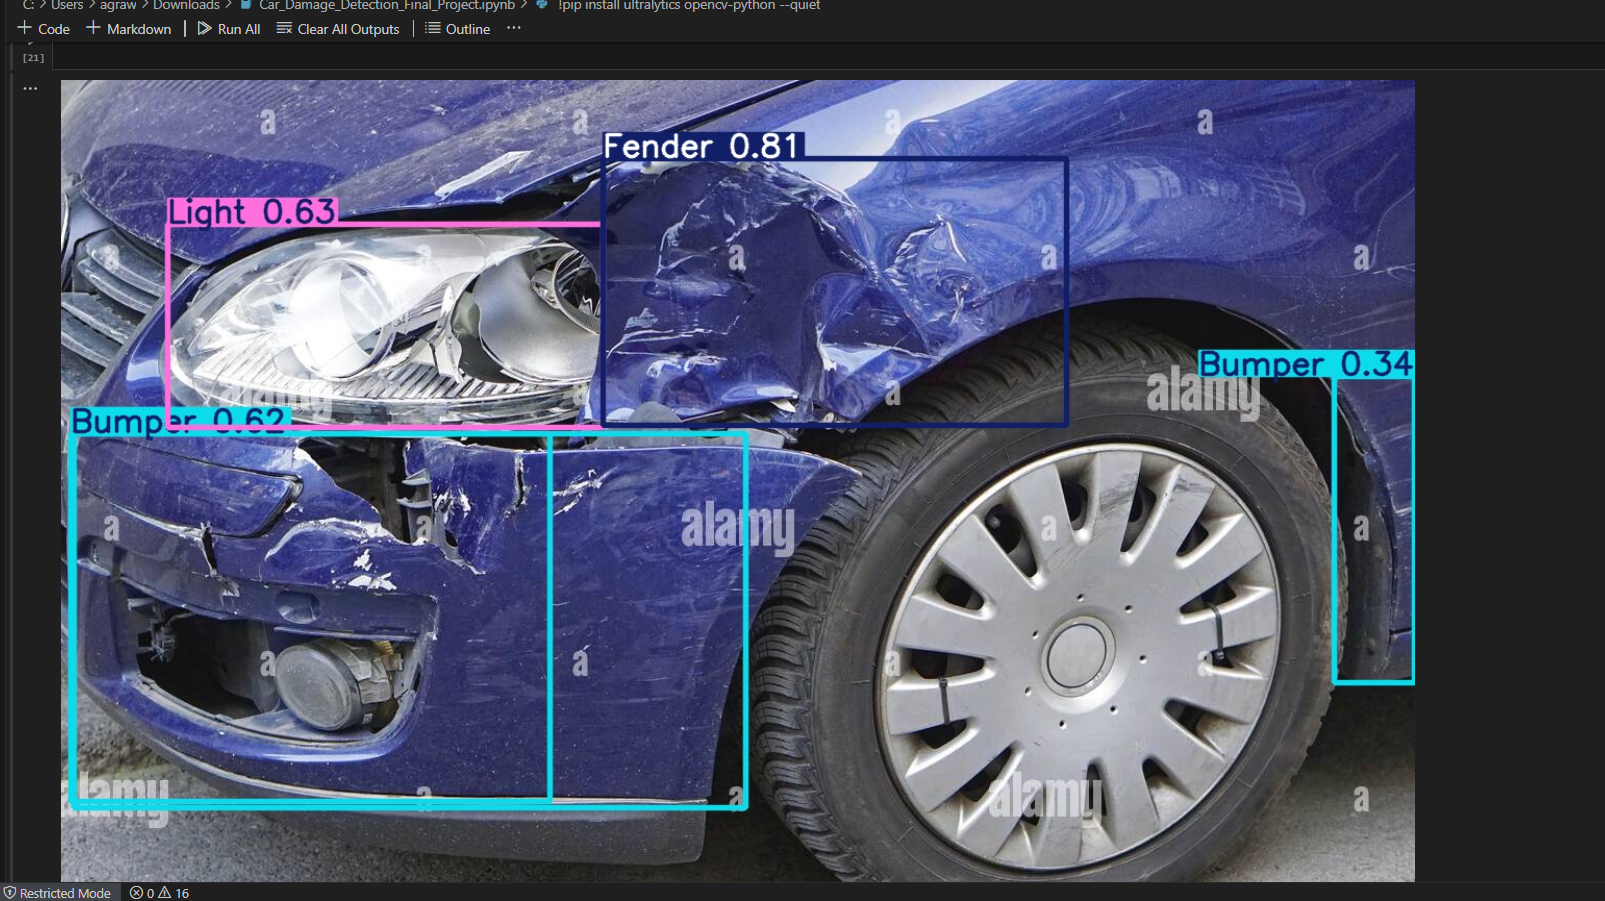 C: > Users > agraw > Downloads > Car_Damage_Detection_Final_Project.ipynb > !pip install ultralytics opencv-python --quiet
+ Code + Markdown | Run All Clear All Outputs | Outline ...
[21]
...
a a a a
Fender 0.81
Light 0.63
a a a a a
Bumper 0.34
alamy a a alamy
Bumper 0.62
a a alamy a a
a a a a
alamy a a alamy a
Restricted Mode 0 16